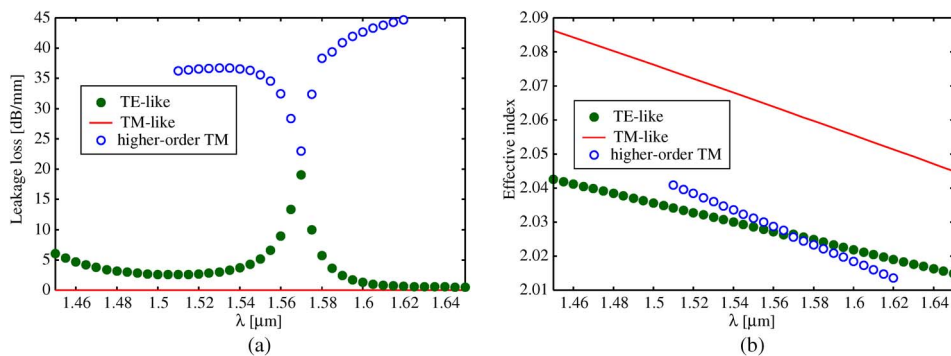 45
40
35
30
25
20
15
10
5
0
Leakage loss [dB/mm]
TE-like
TM-like
higher-order TM
1.46 1.48 1.5 1.52 1.54 1.56 1.58 1.6 1.62 1.64
λ [μm]
(a)
2.09
2.08
2.07
2.06
2.05
2.04
2.03
2.02
2.01
Effective index
TE-like
TM-like
higher-order TM
1.46 1.48 1.5 1.52 1.54 1.56 1.58 1.6 1.62 1.64
λ [μm]
(b)